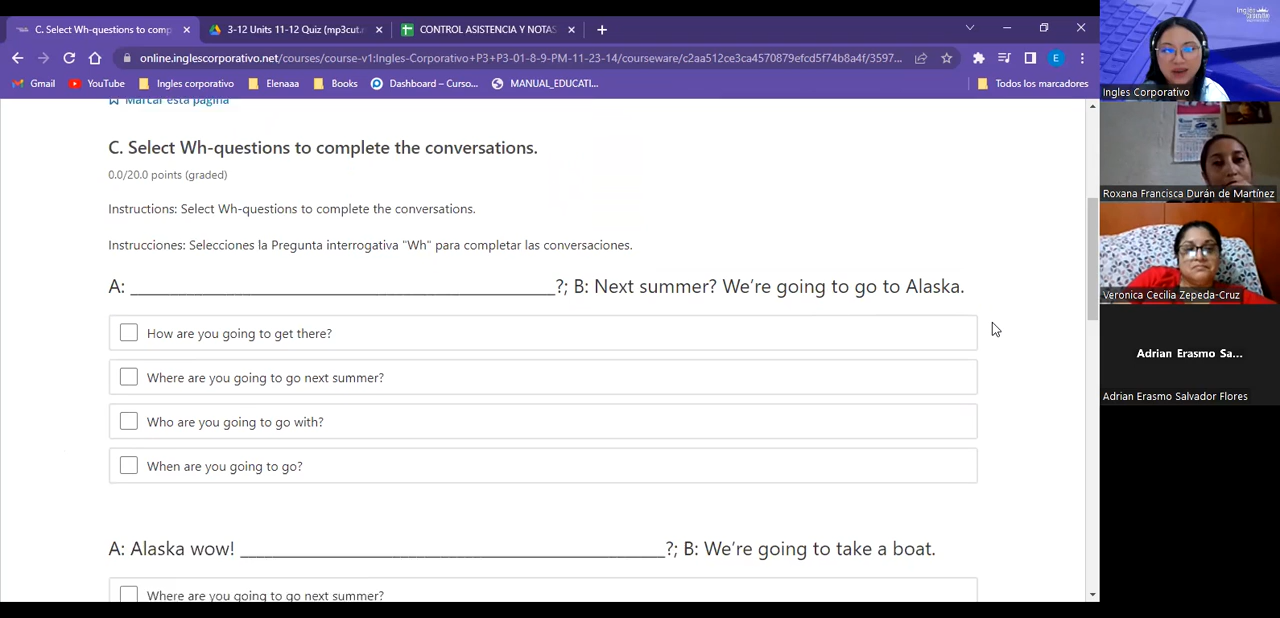 C. Select Wh-questions to comp
3-12 Units 11-12 Quiz (mp3cut.
CONTROL ASISTENCIA Y NOTAS
online.inglescorporativo.net/courses/course-v1:Ingles-Corporativo+P3+P3-01-8-9-PM-11-23-14/courseware/c2aa512ce3ca4570879efcd5f74b8a4f/3597...
E
Gmail
YouTube
Ingles corporativo
Elenaaa
Books
Dashboard – Curso...
MANUAL_EDUCATI...
Todos los marcadores
Marcar esta página
C. Select Wh-questions to complete the conversations.
0.0/20.0 points (graded)
Instructions: Select Wh-questions to complete the conversations.
Instrucciones: Selecciones la Pregunta interrogativa "Wh" para completar las conversaciones.
A: ________________________________________?; B: Next summer? We’re going to go to Alaska.
How are you going to get there?
Where are you going to go next summer?
Who are you going to go with?
When are you going to go?
A: Alaska wow! ________________________________________?; B: We’re going to take a boat.
Where are you going to go next summer?
Ingles Corporativo
Roxana Francisca Durán de Martínez
Veronica Cecilia Zepeda-Cruz
Adrian Erasmo Sa...
Adrian Erasmo Salvador Flores